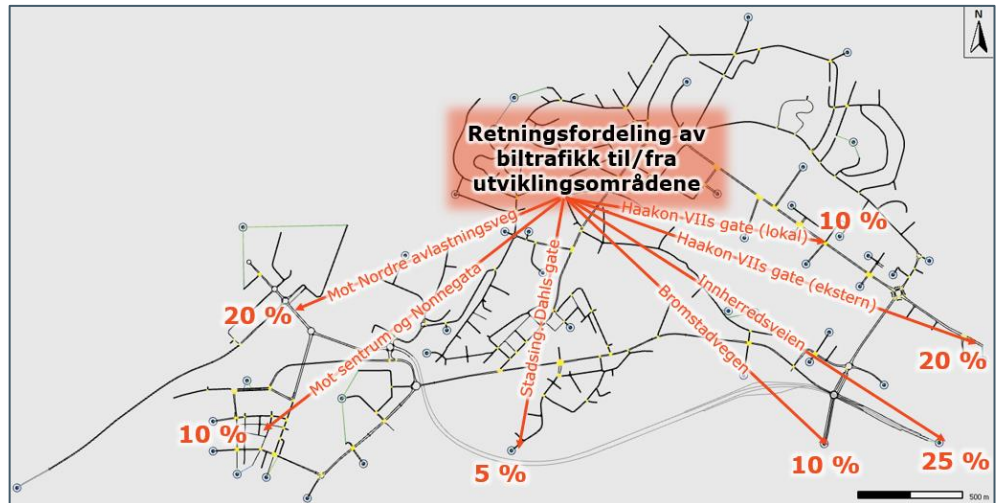 N
Retningsfordeling av
biltrafikk til/fra
utviklingsområdene
Haakon VIIs gate (lokal)
10 %
Haakon VIIs gate (ekstern)
20 %
Innherredsveien
25 %
Bromstadvegen
10 %
Stadsing. Dahls gate
5 %
Mot sentrum og Nonnegata
10 %
Mot Nordre avlastningsveg
20 %
500 m